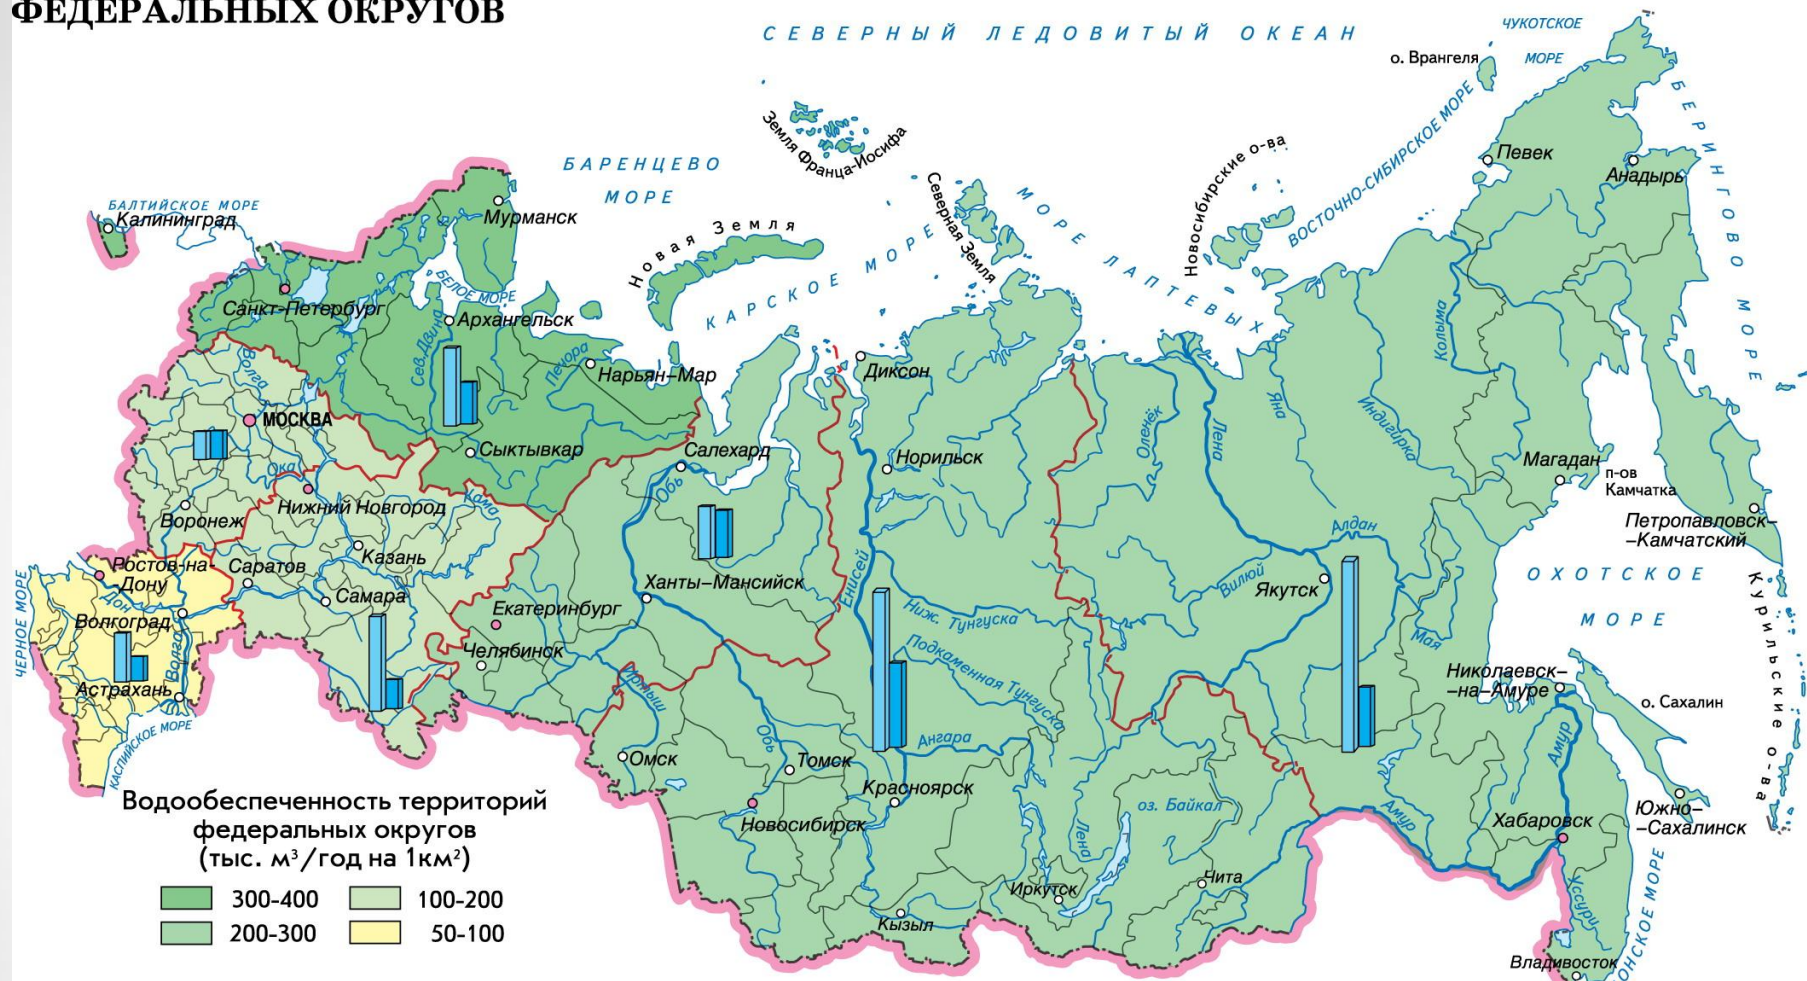 ФЕДЕРАЛЬНЫХ ОКРУГОВ
СЕВЕРНЫЙ ЛЕДОВИТЫЙ ОКЕАН
ЧУКОТСКОЕ
МОРЕ
о. Врангеля
БЕРИНГОВО МОРЕ
Земля Франца-Иосифа
БАРЕНЦЕВО
МОРЕ
Новосибирские о-ва
ВОСТОЧНО-СИБИРСКОЕ МОРЕ
Певек
Анадырь
Северная Земля
МОРЕ ЛАПТЕВЫХ
БАЛТИЙСКОЕ МОРЕ
Калининград
Мурманск
Новая Земля
КАРСКОЕ МОРЕ
БЕЛОЕ МОРЕ
Санкт-Петербург
Архангельск
Сев.Двина
Печора
Нарьян-Мар
Диксон
Волга
МОСКВА
Ока
Сыктывкар
Салехард
Обь
Норильск
Оленёк
Лена
Яна
Индигирка
Колыма
Магадан
п-ов
Камчатка
Петропавловск-
-Камчатский
Нижний Новгород
Кама
Воронеж
Казань
Алдан
ОХОТСКОЕ
МОРЕ
Курильские о-ва
ЧЕРНОЕ МОРЕ
Ростов-на-
Дону
Дон
Саратов
Самара
Волгоград
Волга
Астрахань
КАСПИЙСКОЕ МОРЕ
Ханты-Мансийск
Екатеринбург
Челябинск
Енисей
Ниж. Тунгуска
Подкаменная Тунгуска
Вилюй
Якутск
Мая
Николаевск-
-на-Амуре
о. Сахалин
Иртыш
Обь
Ангара
Омск
Томск
Красноярск
Новосибирск
Лена
оз. Байкал
Иркутск
Чита
Кызыл
Амур
Амур
Хабаровск
Южно-
-Сахалинск
Уссури
ОНСКОЕ МОРЕ
Владивосток
Водообеспеченность территорий
федеральных округов
(тыс. м³/год на 1км²)
300-400 100-200
200-300 50-100